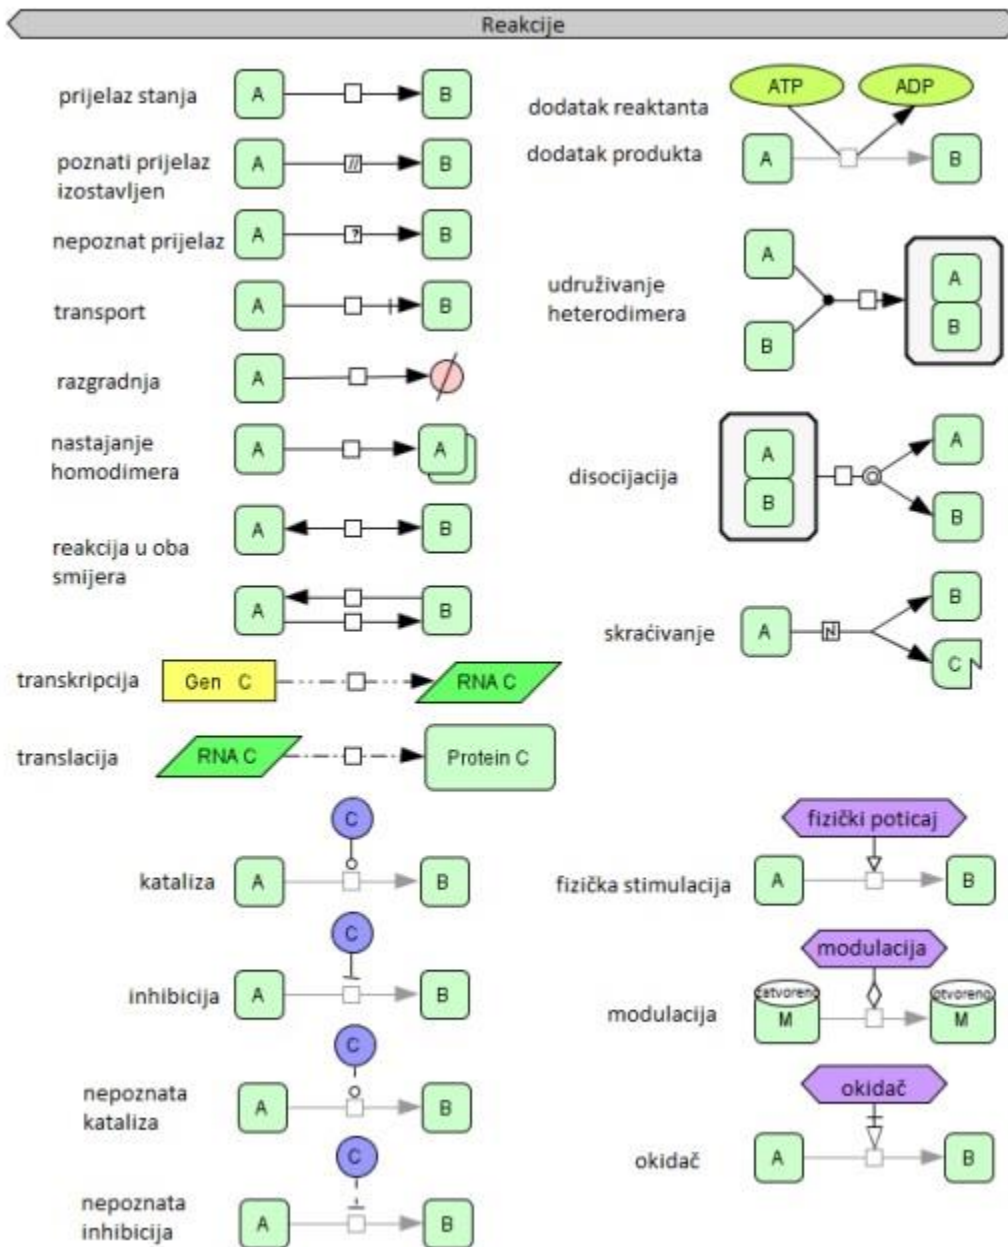 Reakcije
prijelaz stanja
A
B
poznati prijelaz
izostavljen
A
//
B
nepoznat prijelaz
A
?
B
transport
A
B
razgradnja
A
nastajanje
homodimera
A
A
reakcija u oba
smijera
A
B
A
B
transkripcija
Gen C
RNA C
translacija
RNA C
Protein C
C
kataliza
A
B
C
inhibicija
A
B
C
nepoznata
kataliza
A
B
C
nepoznata
inhibicija
A
B
dodatak reaktanta
dodatak produkta
ATP
ADP
A
B
udruživanje
heterodimera
A
B
A
B
disocijacija
A
B
A
B
skraćivanje
A
N
B
C
fizički poticaj
fizička stimulacija
A
B
modulacija
modulacija
zatvoreno
M
otvoreno
M
okidač
okidač
A
B